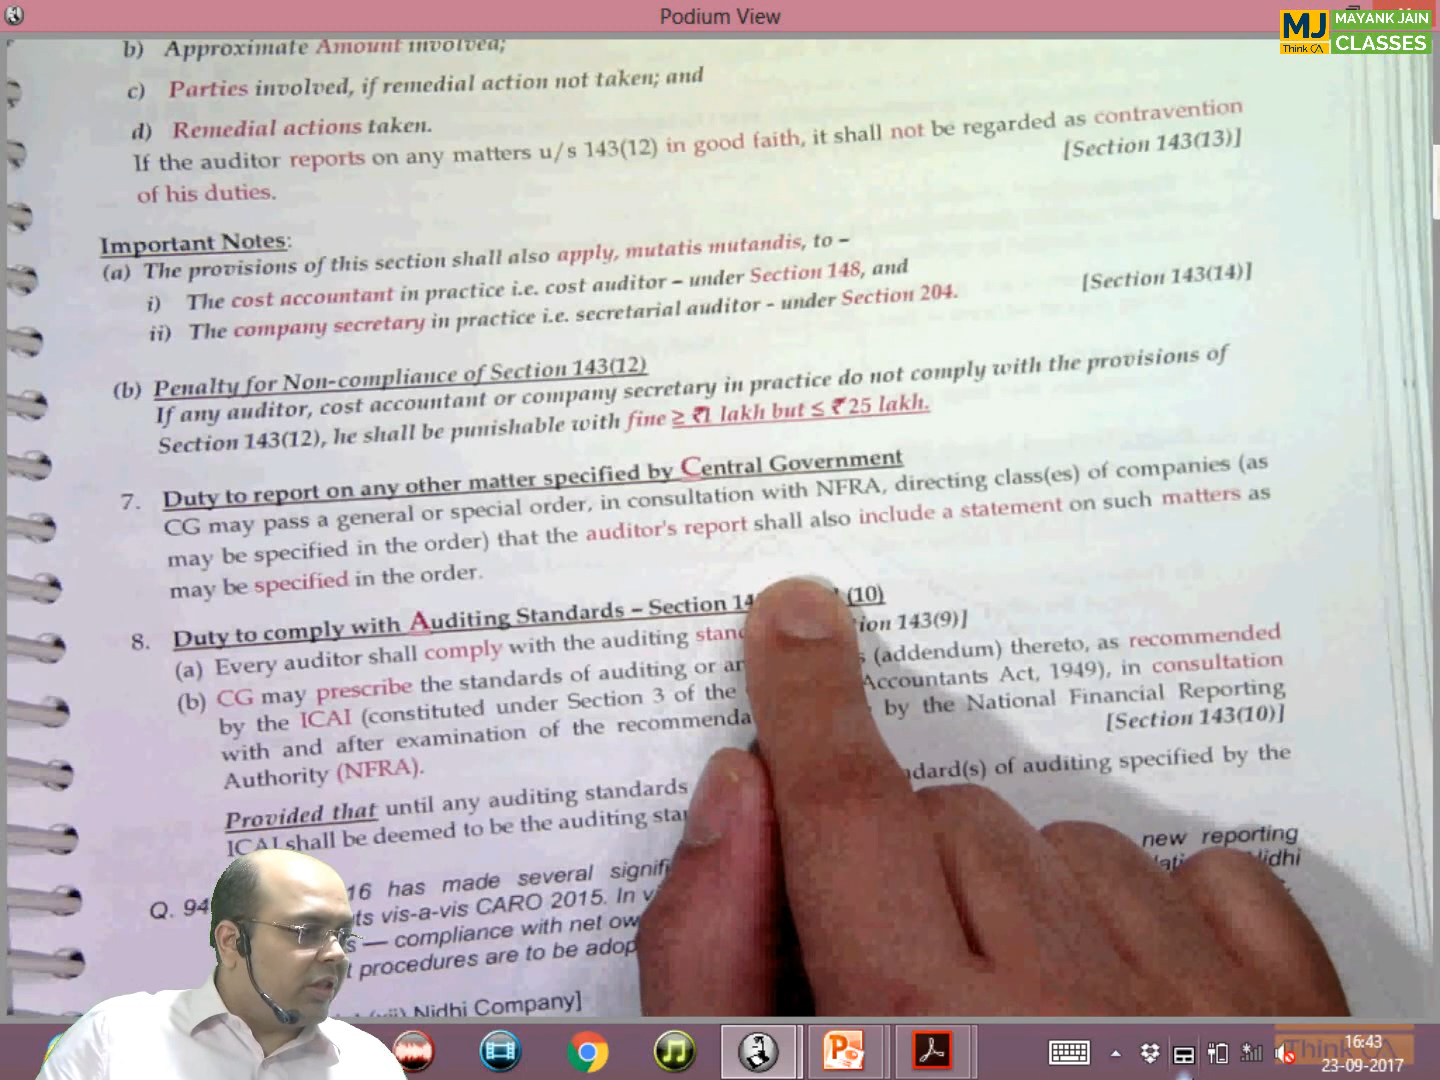 Podium View
MJ
Think CA
MAYANK JAIN
CLASSES
b) Approximate Amount involved;
c) Parties involved, if remedial action not taken; and
d) Remedial actions taken.
If the auditor reports on any matters u/s 143(12) in good faith, it shall not be regarded as contravention
of his duties.
[Section 143(13)]
Important Notes:
(a) The provisions of this section shall also apply, mutatis mutandis, to –
i) The cost accountant in practice i.e. cost auditor – under Section 148, and
ii) The company secretary in practice i.e. secretarial auditor - under Section 204.
[Section 143(14)]
(b) Penalty for Non-compliance of Section 143(12)
If any auditor, cost accountant or company secretary in practice do not comply with the provisions of
Section 143(12), he shall be punishable with fine ≥ ₹1 lakh but ≤ ₹ 25 lakh.
7. Duty to report on any other matter specified by Central Government
CG may pass a general or special order, in consultation with NFRA, directing class(es) of companies (as
may be specified in the order) that the auditor's report shall also include a statement on such matters as
may be specified in the order.
8. Duty to comply with Auditing Standards – Section 14 (10)
(a) Every auditor shall comply with the auditing stan ion 143(9)]
(b) CG may prescribe the standards of auditing or an s (addendum) thereto, as recommended
by the ICAI (constituted under Section 3 of the Accountants Act, 1949), in consultation
with and after examination of the recommenda by the National Financial Reporting
Authority (NFRA).
[Section 143(10)]
Provided that until any auditing standards dard(s) of auditing specified by the
ICAI shall be deemed to be the auditing sta
Q. 94 16 has made several signif new reporting
ts vis-a-vis CARO 2015. In v idhi
s — compliance with net ow
t procedures are to be adop
Nidhi Company]
Think CA
16:43
23-09-2017